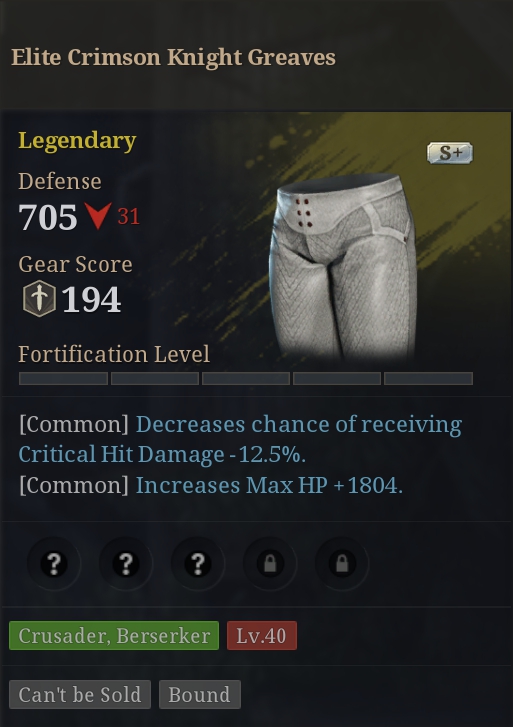 Elite Crimson Knight Greaves
Legendary
S+
Defense
705 31
Gear Score
194
Fortification Level
[Common] Decreases chance of receiving
Critical Hit Damage -12.5%.
[Common] Increases Max HP +1804.
? ? ?
Crusader, Berserker Lv.40
Can't be Sold Bound